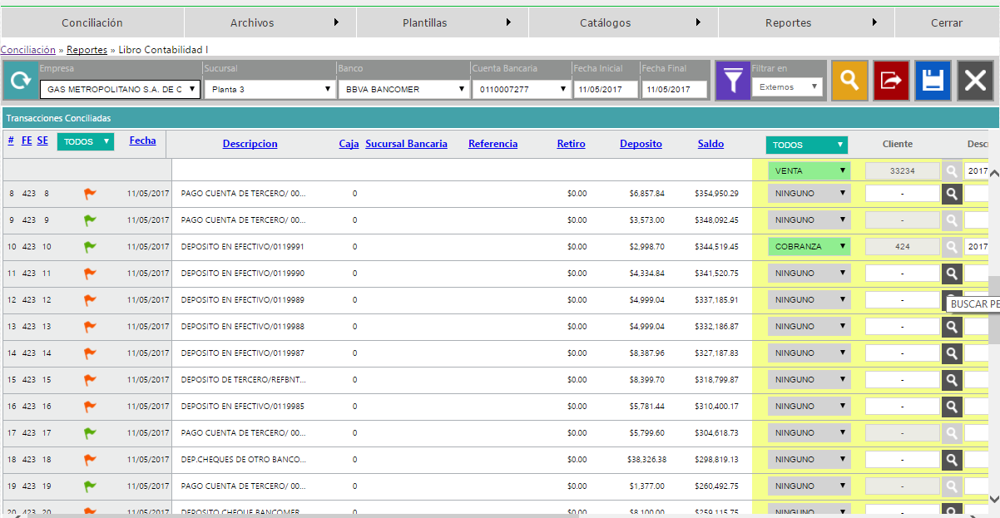 Conciliación Archivos Plantillas Catálogos Reportes Cerrar
Conciliación » Reportes » Libro Contabilidad I
Empresa Sucursal Banco Cuenta Bancaria Fecha Inicial Fecha Final Filtrar en
GAS METROPOLITANO S.A. DE C Planta 3 BBVA BANCOMER 0110007277 11/05/2017 11/05/2017 Externos
Transacciones Conciliadas
# FE SE TODOS Fecha Descripcion Caja Sucursal Bancaria Referencia Retiro Deposito Saldo TODOS Cliente Desc
VENTA 33234 2017
8 423 8 11/05/2017 PAGO CUENTA DE TERCERO/ 00... 0 $0.00 $6,857.84 $354,950.29 NINGUNO -
9 423 9 11/05/2017 PAGO CUENTA DE TERCERO/ 00... 0 $0.00 $3,573.00 $348,092.45 NINGUNO -
10 423 10 11/05/2017 DEPOSITO EN EFECTIVO/0119991 0 $0.00 $2,998.70 $344,519.45 COBRANZA 424 2017
11 423 11 11/05/2017 DEPOSITO EN EFECTIVO/0119990 0 $0.00 $4,334.84 $341,520.75 NINGUNO -
12 423 12 11/05/2017 DEPOSITO EN EFECTIVO/0119989 0 $0.00 $4,999.04 $337,185.91 NINGUNO -
BUSCAR PE
13 423 13 11/05/2017 DEPOSITO EN EFECTIVO/0119988 0 $0.00 $4,999.04 $332,186.87 NINGUNO -
14 423 14 11/05/2017 DEPOSITO EN EFECTIVO/0119987 0 $0.00 $8,387.96 $327,187.83 NINGUNO -
15 423 15 11/05/2017 DEPOSITO DE TERCERO/REFBNT... 0 $0.00 $8,399.70 $318,799.87 NINGUNO -
16 423 16 11/05/2017 DEPOSITO EN EFECTIVO/0119985 0 $0.00 $5,781.44 $310,400.17 NINGUNO -
17 423 17 11/05/2017 PAGO CUENTA DE TERCERO/ 00... 0 $0.00 $5,799.60 $304,618.73 NINGUNO -
18 423 18 11/05/2017 DEP.CHEQUES DE OTRO BANCO... 0 $0.00 $38,326.38 $298,819.13 NINGUNO -
19 423 19 11/05/2017 PAGO CUENTA DE TERCERO/ 00... 0 $0.00 $1,377.00 $260,492.75 NINGUNO -
20 423 20 11/05/2017 DEPOSITO CHEQUE BANCOMER 0 $0.00 $8,100.00 $259,115.75 NINGUNO -